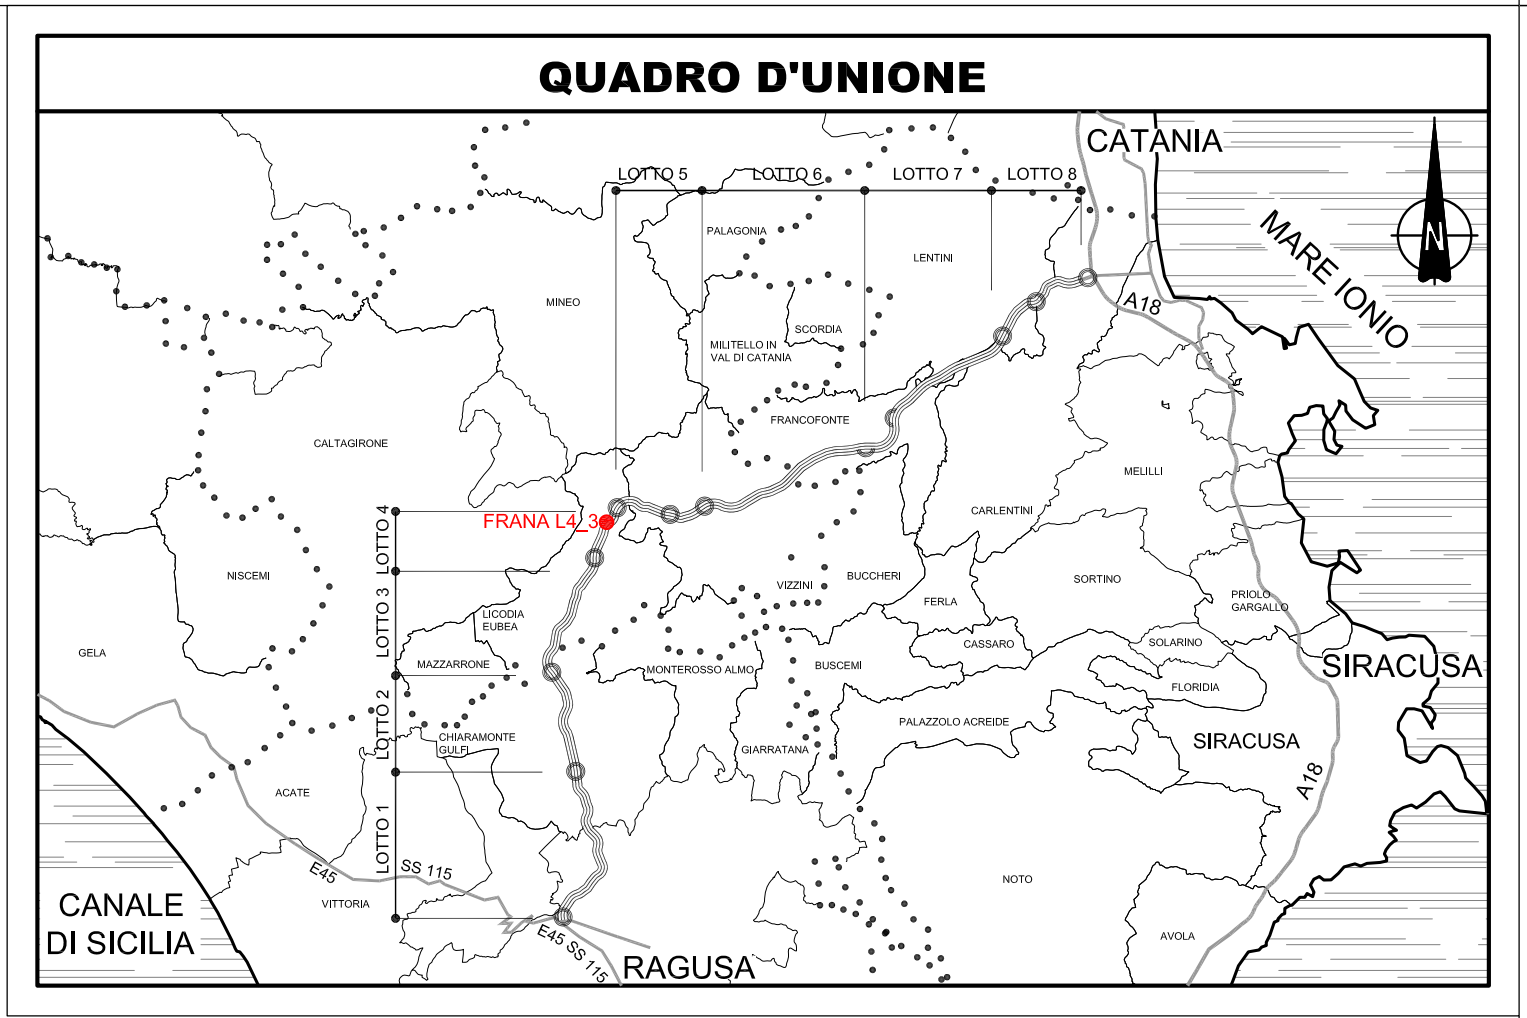 QUADRO D'UNIONE
CATANIA
LOTTO 5
LOTTO 6
LOTTO 7
LOTTO 8
N
MARE IONIO
PALAGONIA
LENTINI
MINEO
A18
SCORDIA
MILITELLO IN
VAL DI CATANIA
FRANCOFONTE
CALTAGIRONE
MELILLI
CARLENTINI
FRANA L4_3
LOTTO 4
NISCEMI
VIZZINI
BUCCHERI
SORTINO
FERLA
PRIOLO
GARGALLO
LOTTO 3
LICODIA
EUBEA
CASSARO
SOLARINO
GELA
MAZZARRONE
MONTEROSSO ALMO
BUSCEMI
SIRACUSA
FLORIDIA
LOTTO 2
PALAZZOLO ACREIDE
CHIARAMONTE
GULFI
GIARRATANA
SIRACUSA
A18
ACATE
LOTTO 1
E45
SS 115
NOTO
VITTORIA
CANALE
DI SICILIA
E45 SS 115
AVOLA
RAGUSA